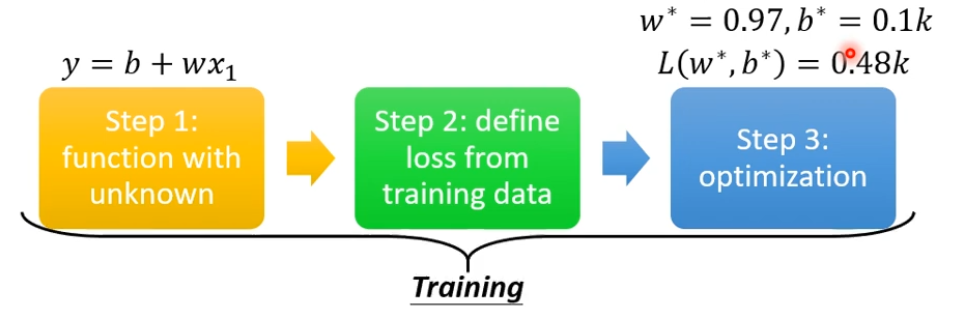 w* = 0.97, b* = 0.1k
y = b + wx₁
L(w*, b*) = 0.48k
Step 1:
function with
unknown
Step 2: define
loss from
training data
Step 3:
optimization
Training